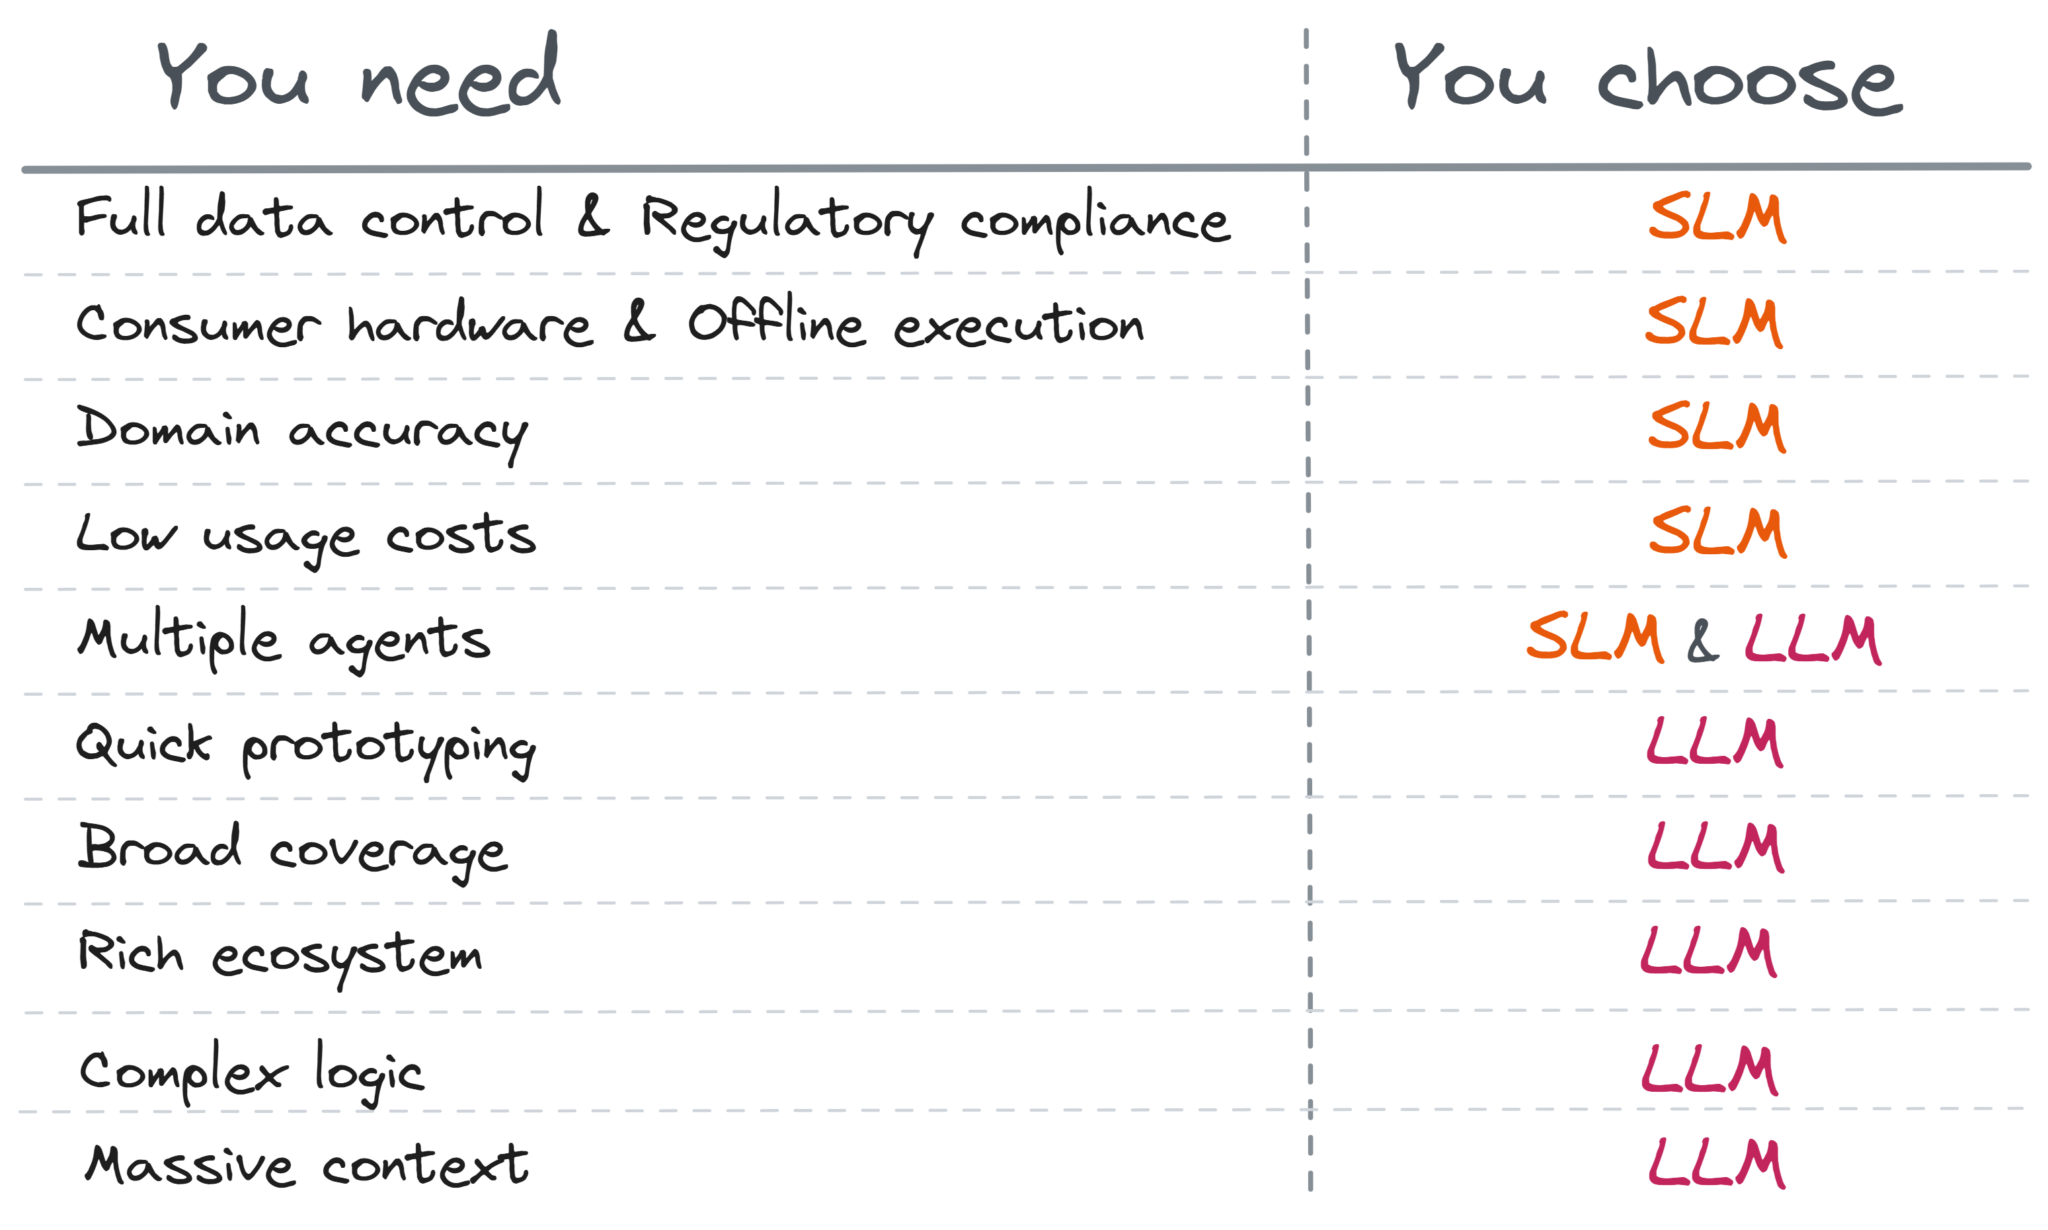 You need You choose
Full data control & Regulatory compliance SLM
Consumer hardware & Offline execution SLM
Domain accuracy SLM
Low usage costs SLM
Multiple agents SLM & LLM
Quick prototyping LLM
Broad coverage LLM
Rich ecosystem LLM
Complex logic LLM
Massive context LLM